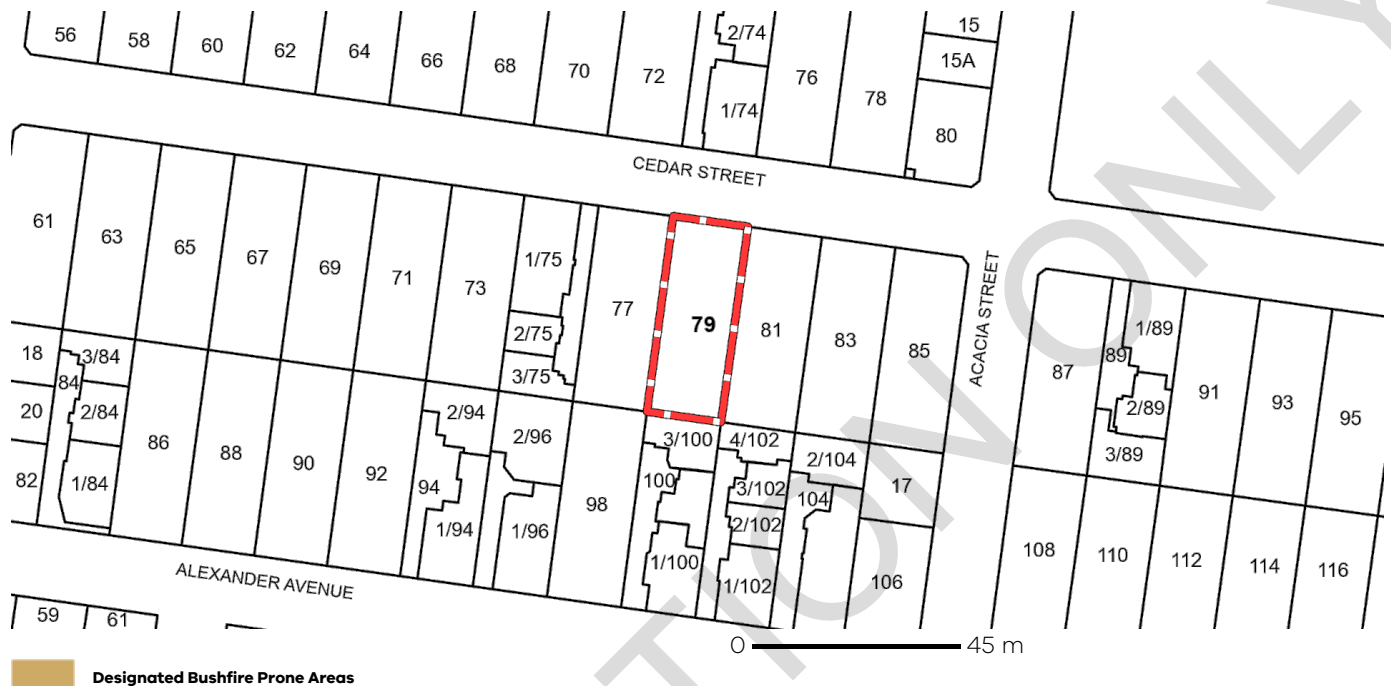 56 58 60 62 64 66 68 70 72 2/74 1/74 76 78 15
15A
80
CEDAR STREET
61 63 65 67 69 71 73 1/75 77 79 81 83 85
2/75
3/75
ACACIA STREET
87 89 1/89 91 93 95
2/89
3/89
18 3/84
84
20 2/84
82 1/84 86 88 90 92 94 2/94 2/96 98 3/100 4/102 2/104 17
100 3/102 104
2/102
1/94 1/96 1/100 1/102 106 108 110 112 114 116
ALEXANDER AVENUE
59 61
0 45 m
Designated Bushfire Prone Areas
TION ONLY